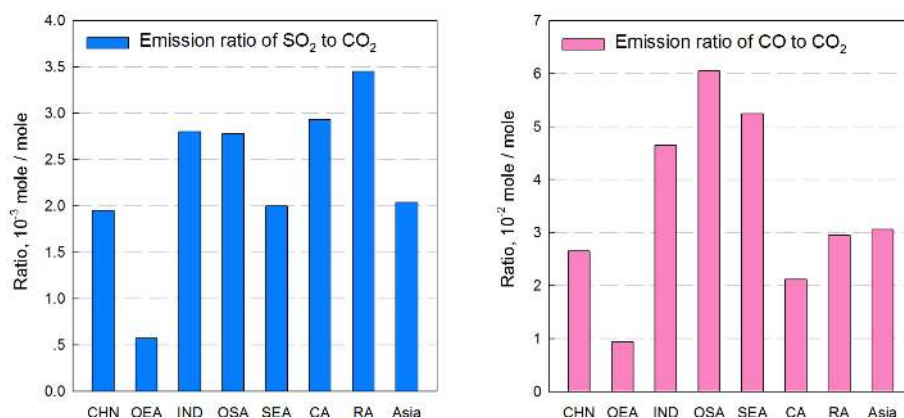 4.0
3.5
3.0
2.5
2.0
1.5
1.0
.5
0.0
Ratio, 10⁻³ mole / mole
Emission ratio of SO₂ to CO₂
CHN OEA IND OSA SEA CA RA Asia
7
6
5
4
3
2
1
0
Ratio, 10⁻² mole / mole
Emission ratio of CO to CO₂
CHN OEA IND OSA SEA CA RA Asia